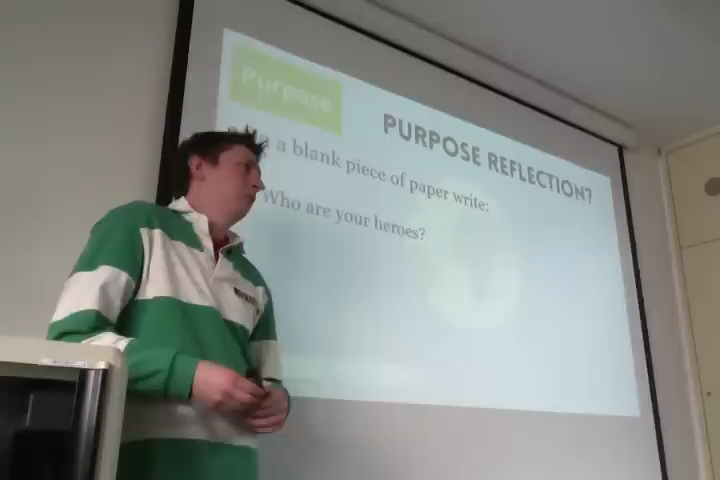 Purpose
PURPOSE REFLECTION?
a blank piece of paper write:
Who are your heroes?